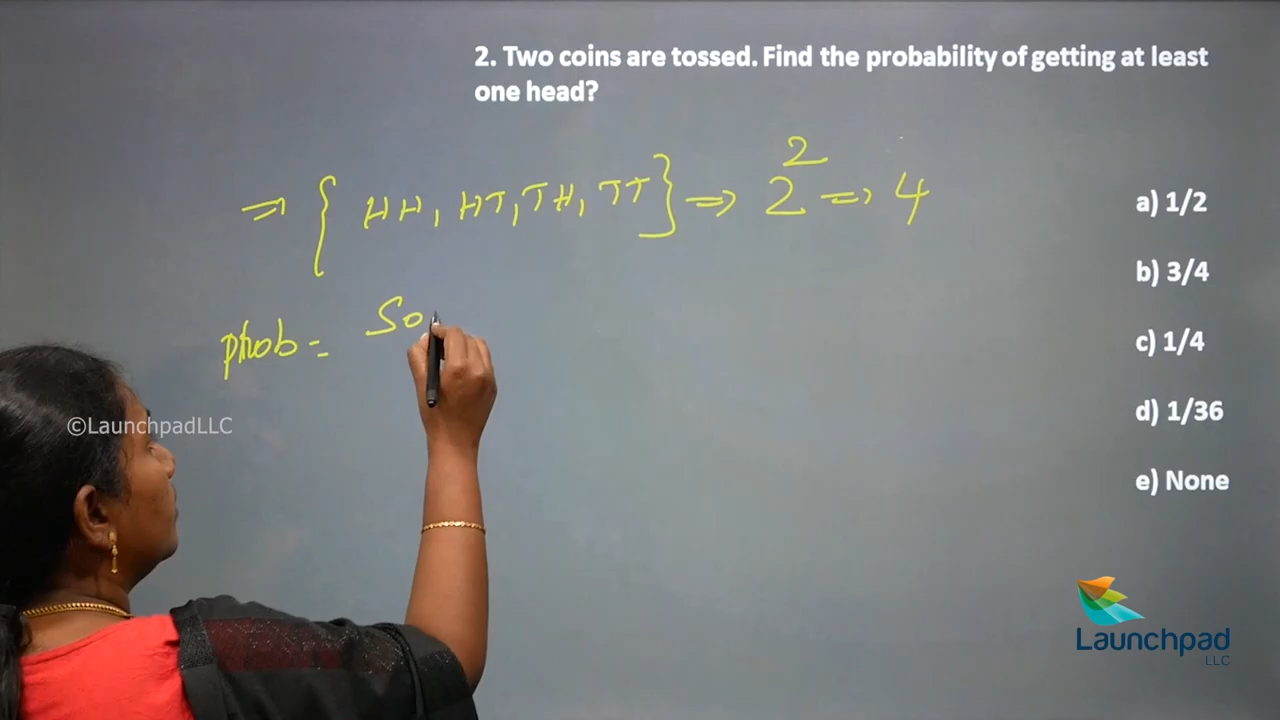 2. Two coins are tossed. Find the probability of getting at least
one head?
⇒ { HH, HT, TH, TT } ⇒ 2² ⇒ 4
prob = So
a) 1/2
b) 3/4
c) 1/4
d) 1/36
e) None
©LaunchpadLLC
Launchpad
LLC